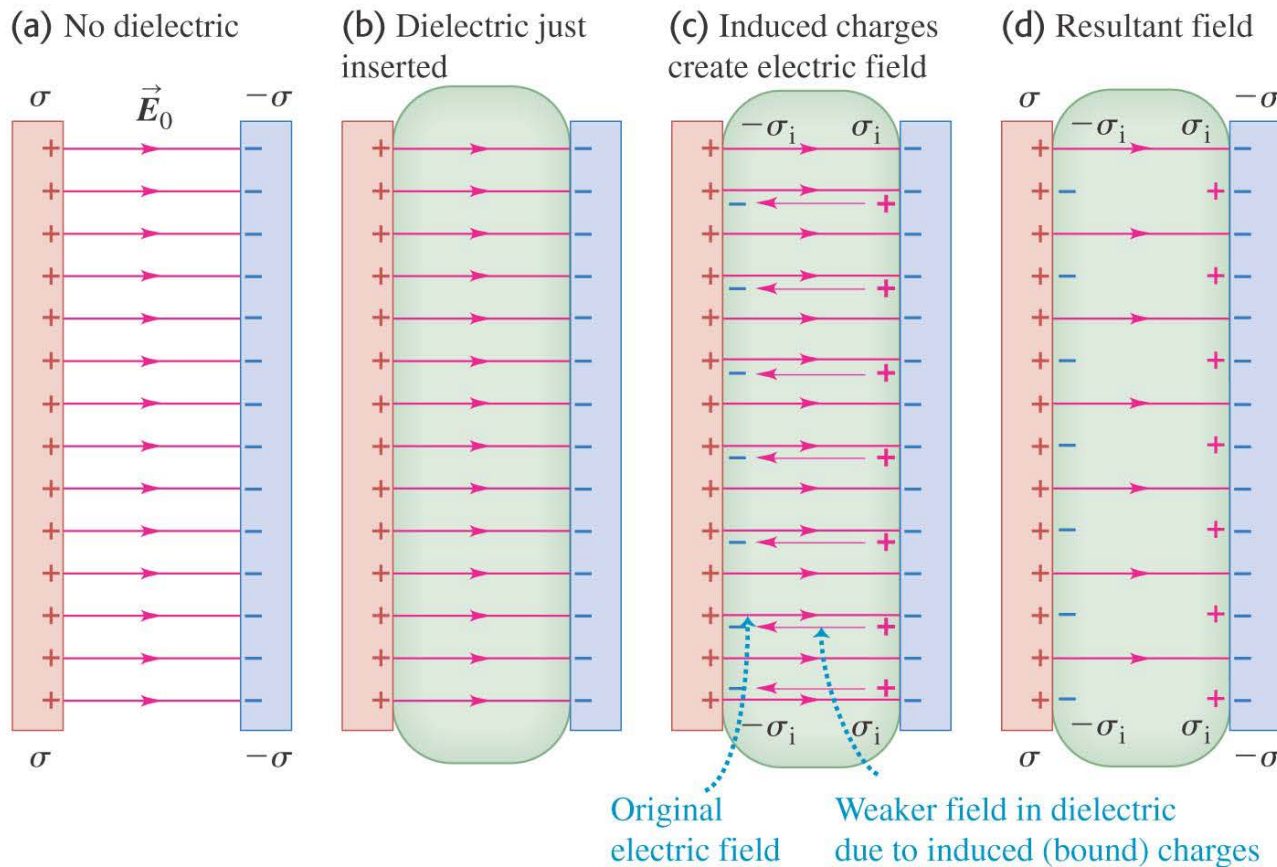 (a) No dielectric
σ
E⃗₀
−σ
σ
−σ
(b) Dielectric just
inserted
(c) Induced charges
create electric field
−σᵢ
σᵢ
−σᵢ
σᵢ
Original
electric field
Weaker field in dielectric
due to induced (bound) charges
(d) Resultant field
σ
−σ
−σᵢ
σᵢ
−σᵢ
σᵢ
σ
−σ